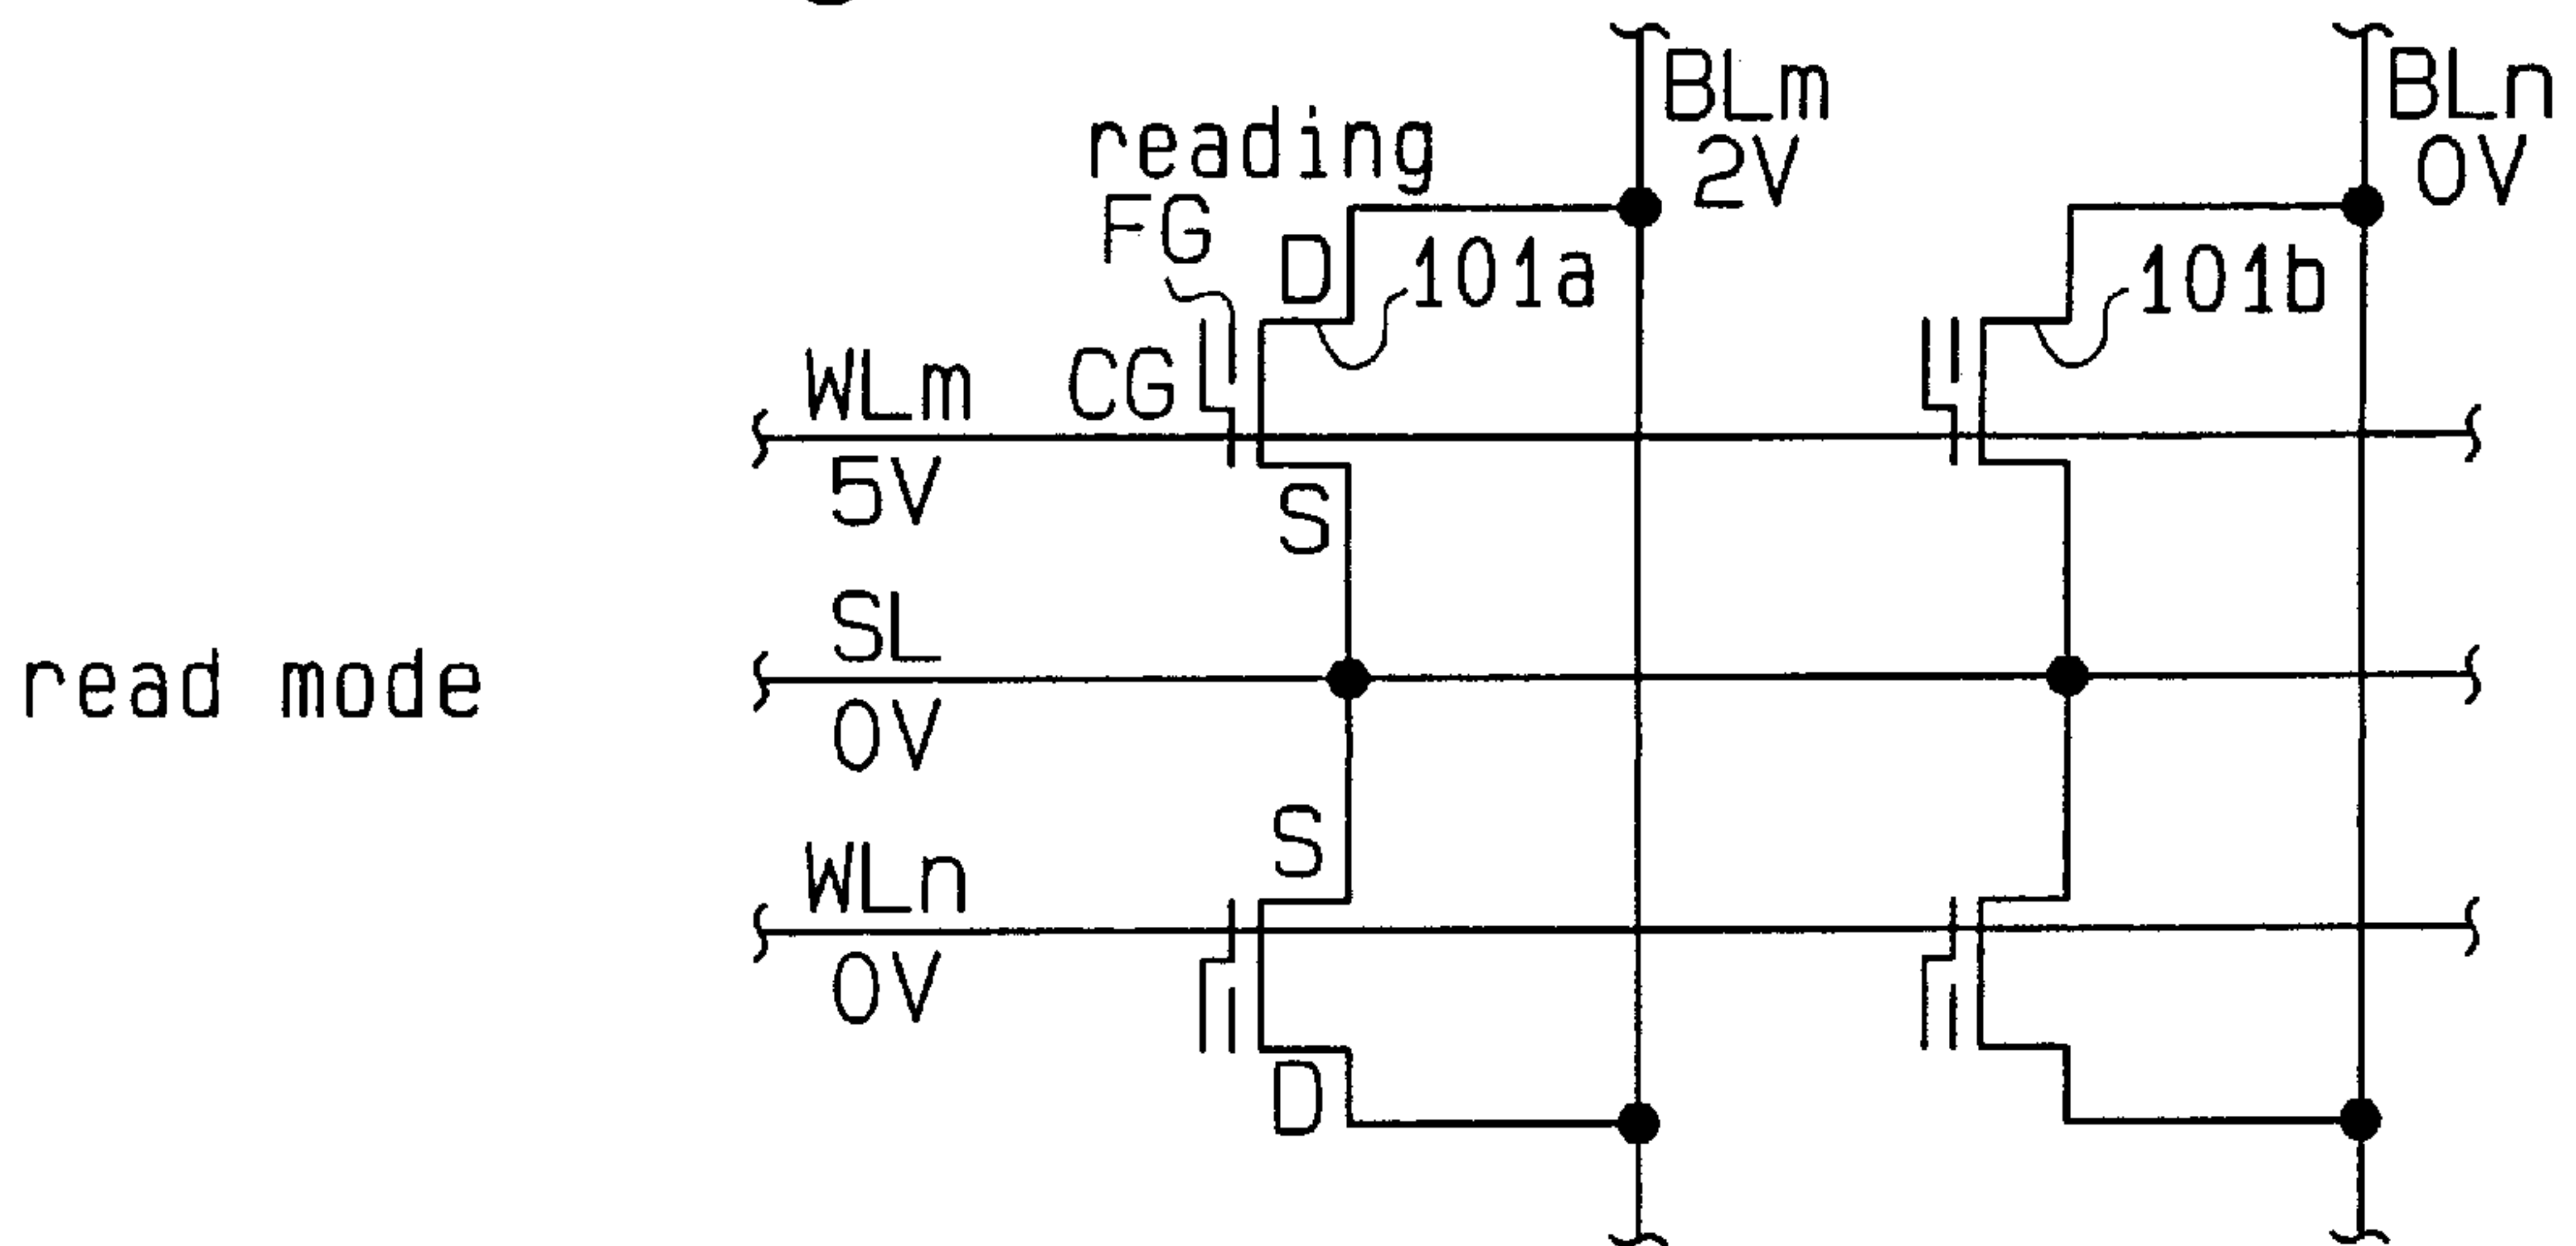 BLm
2V
BLn
0V
reading
FG
D
101a
101b
WLm
CG
5V
S
SL
read mode
0V
S
WLn
0V
D